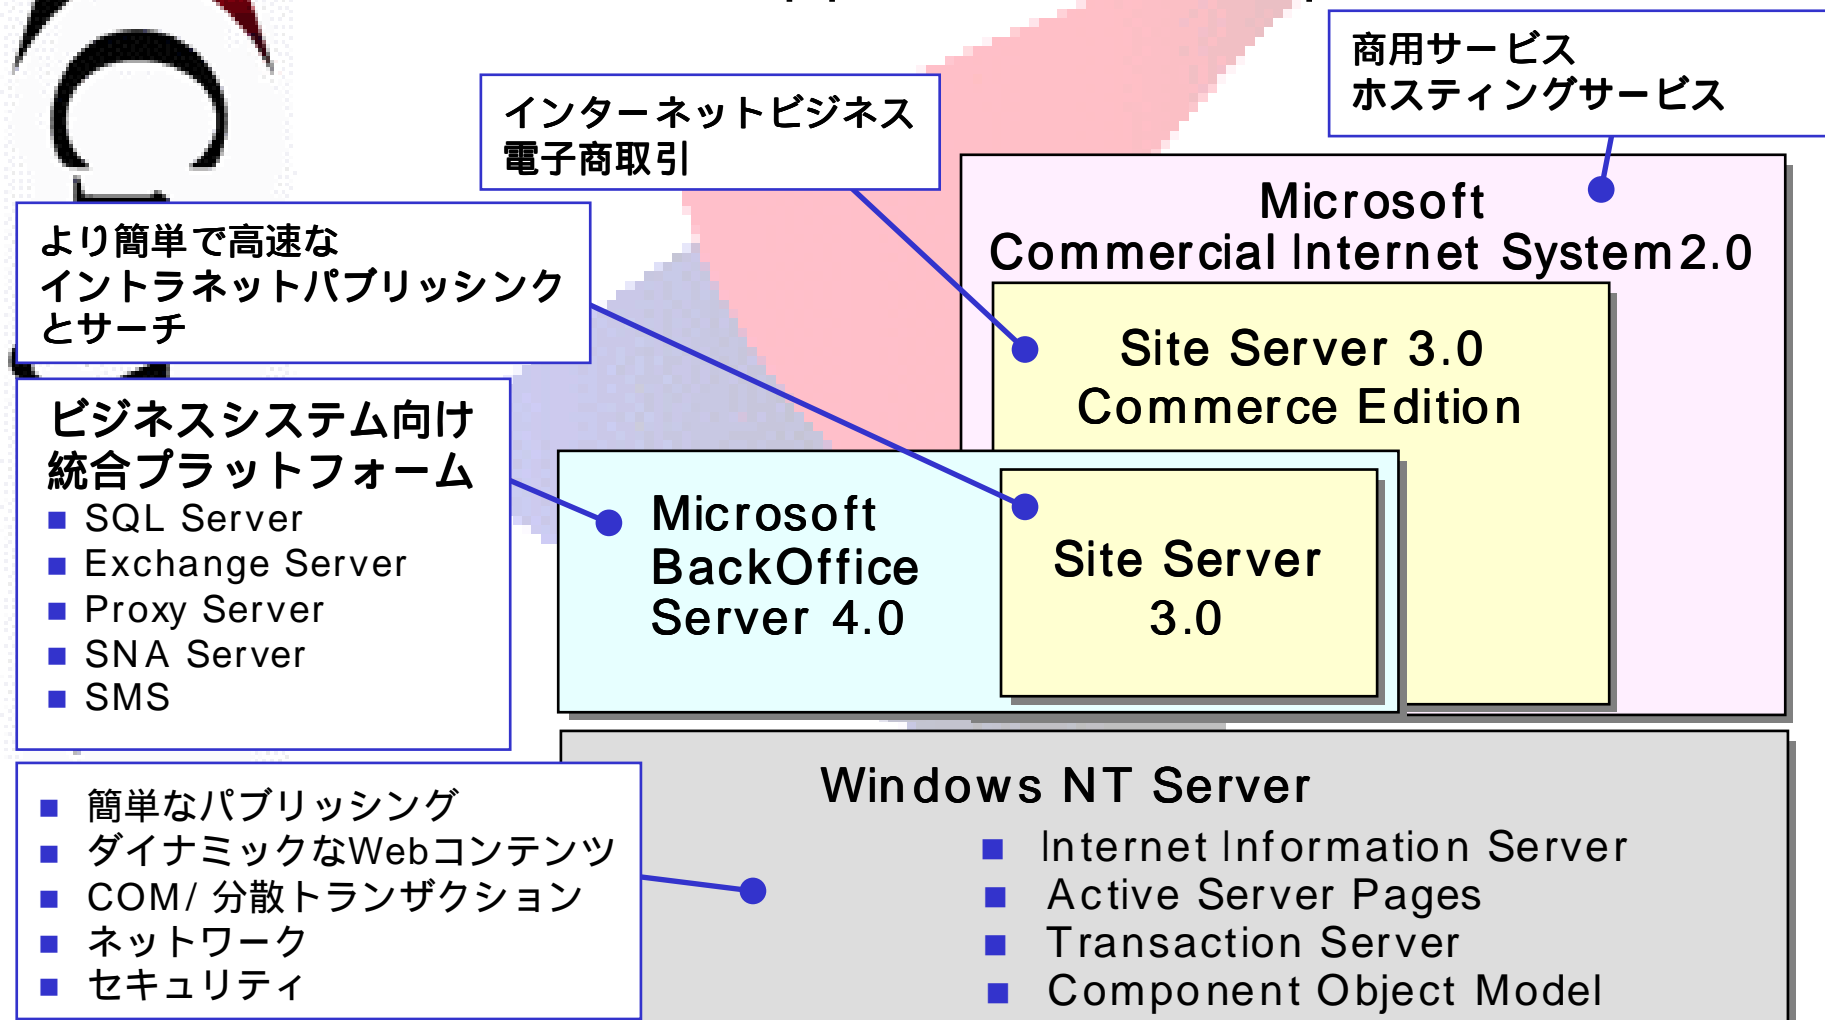 商用サービス
ホスティングサービス
インターネットビジネス
電子商取引
Microsoft
Commercial Internet System2.0
より簡単で高速な
イントラネットパブリッシンク
とサーチ
Site Server 3.0
Commerce Edition
ビジネスシステム向け
統合プラットフォーム
■ SQL Server
■ Exchange Server
■ Proxy Server
■ SNA Server
■ SMS
Microsoft
BackOffice
Server 4.0
Site Server
3.0
■ 簡単なパブリッシング
■ ダイナミックなWebコンテンツ
■ COM/ 分散トランザクション
■ ネットワーク
■ セキュリティ
Windows NT Server
■ Internet Information Server
■ Active Server Pages
■ Transaction Server
■ Component Object Model